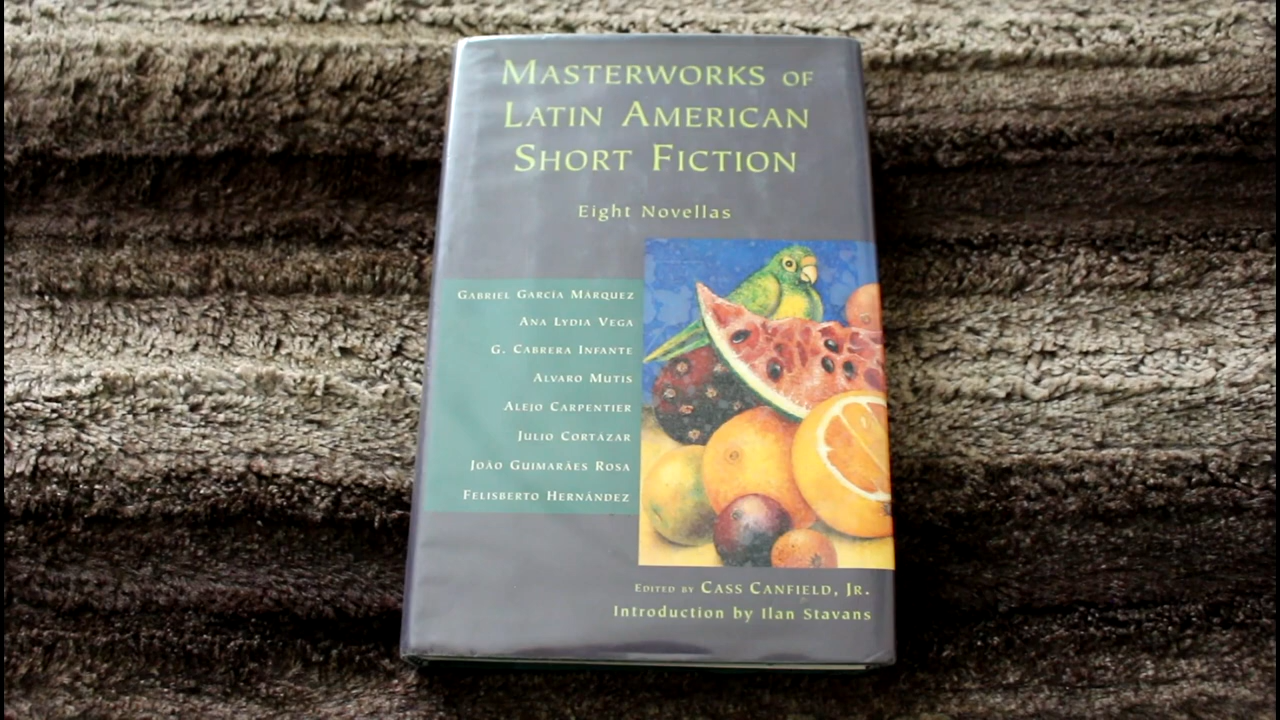 MASTERWORKS OF
LATIN AMERICAN
SHORT FICTION
Eight Novellas
GABRIEL GARCÍA MÁRQUEZ
ANA LYDIA VEGA
G. CABRERA INFANTE
ALVARO MUTIS
ALEJO CARPENTIER
JULIO CORTÁZAR
JOÃO GUIMARÃES ROSA
FELISBERTO HERNÁNDEZ
EDITED BY CASS CANFIELD, JR.
Introduction by Ilan Stavans